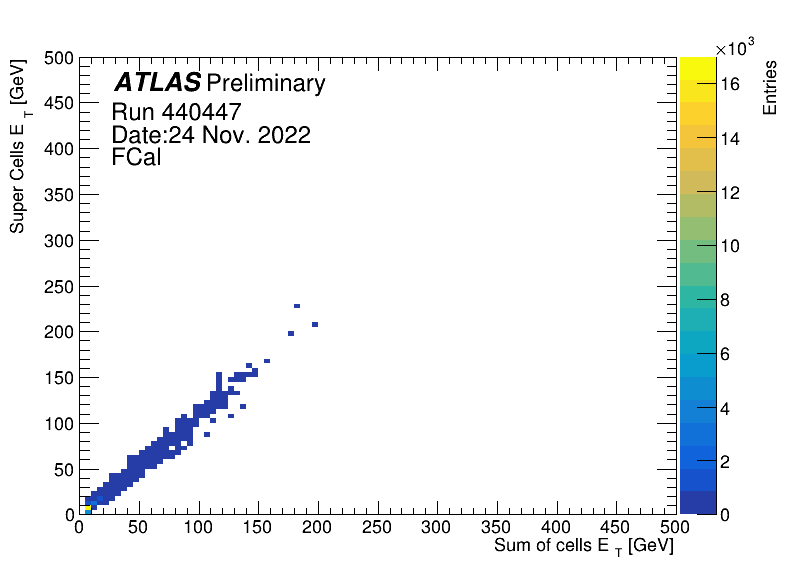 ×10³
ATLAS Preliminary
Run 440447
Date:24 Nov. 2022
FCal
Super Cells E_T [GeV]
500
450
400
350
300
250
200
150
100
50
0
0 50 100 150 200 250 300 350 400 450 500
Sum of cells E_T [GeV]
Entries
16
14
12
10
8
6
4
2
0